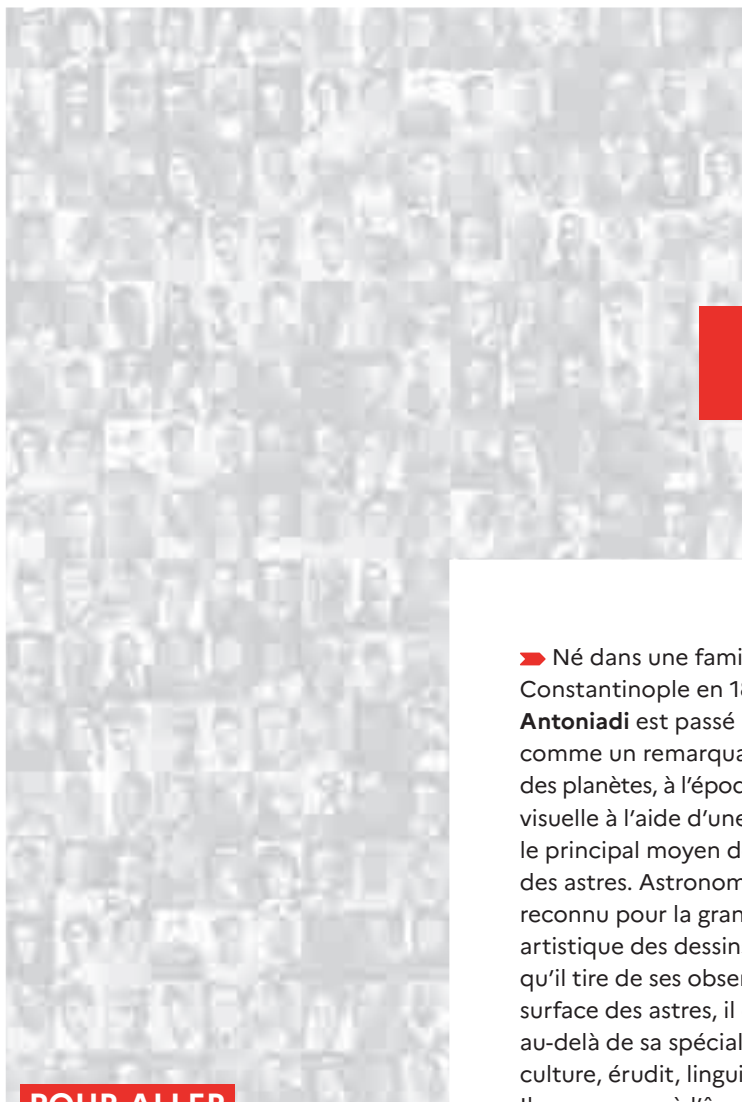 Né dans une fami
Constantinople en 18
Antoniadi est passé
comme un remarqua
des planètes, à l'époc
visuelle à l'aide d'une
le principal moyen d
des astres. Astronom
reconnu pour la gran
artistique des dessin
qu'il tire de ses obser
surface des astres, il
au-delà de sa spécial
culture, érudit, lingui
POUR ALLER